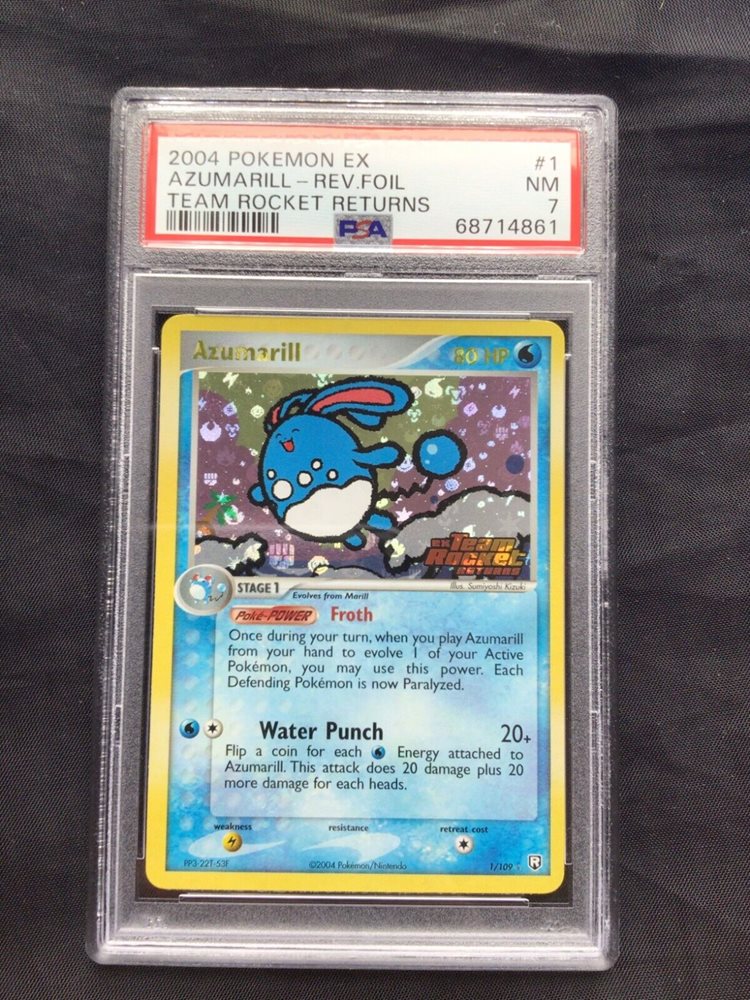 2004 POKEMON EX #1
AZUMARILL - REV.FOIL NM
TEAM ROCKET RETURNS 7
PSA 68714861
Azumarill 80 HP
EX Team
Rocket
RETURNS
STAGE 1
Evolves from Marill
Illus. Sumiyoshi Kizuki
Poké-POWER Froth
Once during your turn, when you play Azumarill
from your hand to evolve 1 of your Active
Pokémon, you may use this power. Each
Defending Pokémon is now Paralyzed.
Water Punch 20+
Flip a coin for each Energy attached to
Azumarill. This attack does 20 damage plus 20
more damage for each heads.
weakness resistance retreat cost
PP3-22T-53F ©2004 Pokémon/Nintendo 1/109 R